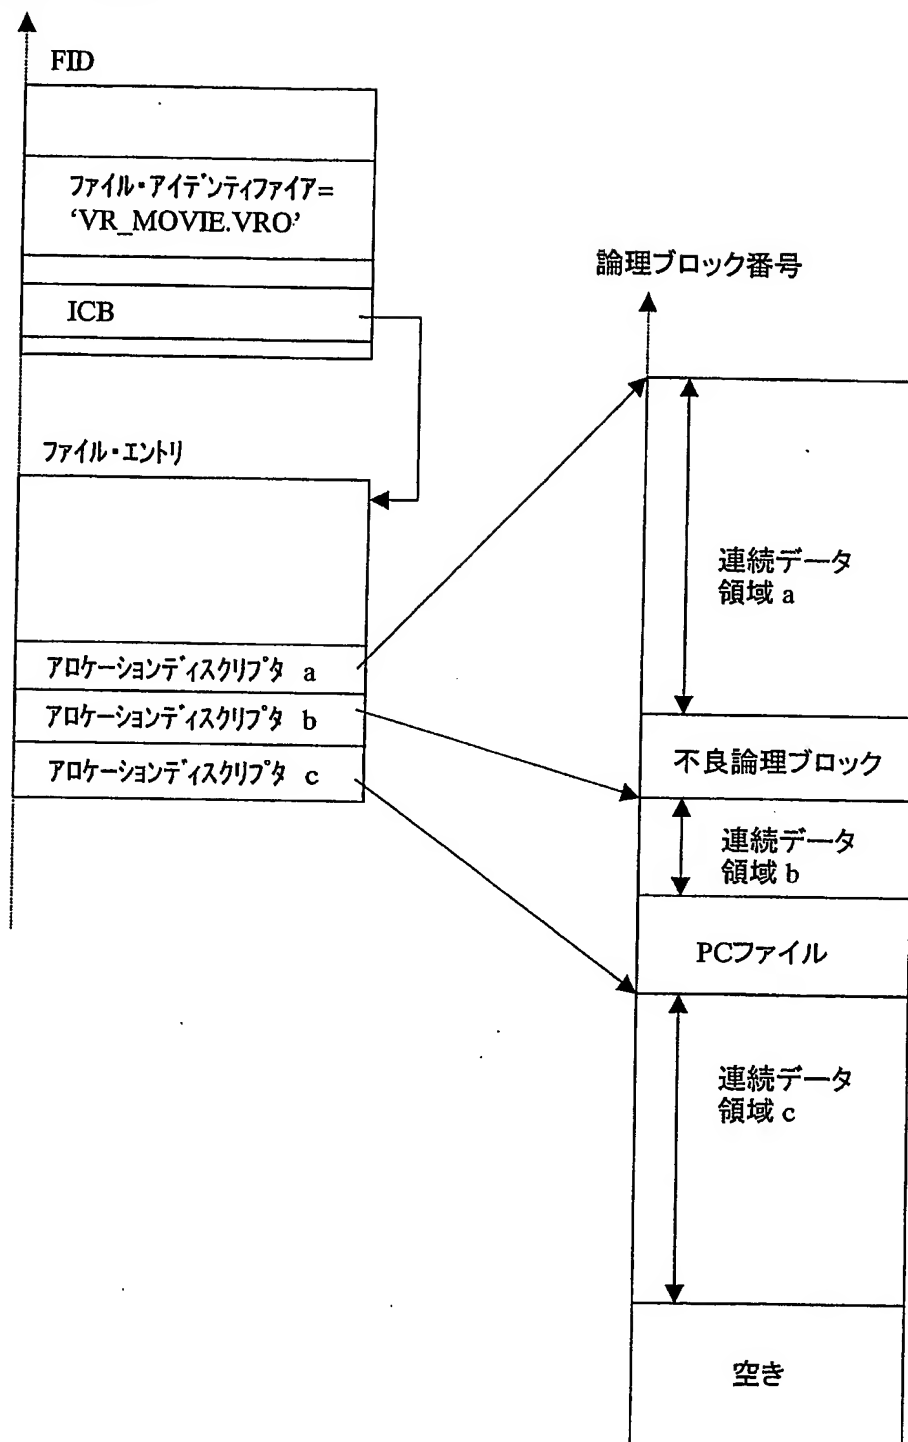 FID
ファイル・アイデンティファイア=
‘VR_MOVIE.VRO’
ICB
ファイル・エントリ
アロケーションディスクリプタ a
アロケーションディスクリプタ b
アロケーションディスクリプタ c
論理ブロック番号
連続データ
領域 a
不良論理ブロック
連続データ
領域 b
PCファイル
連続データ
領域 c
空き